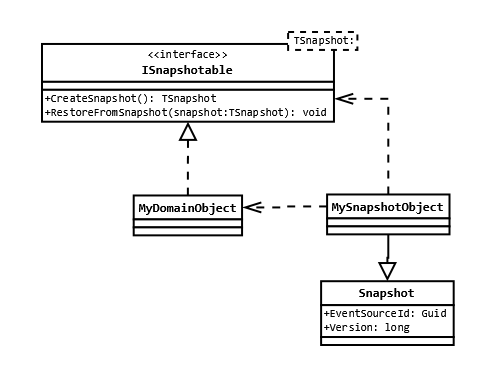 TSnapshot:
<<interface>>
ISnapshotable
+CreateSnapshot(): TSnapshot
+RestoreFromSnapshot(snapshot:TSnapshot): void
MyDomainObject
MySnapshotObject
Snapshot
+EventSourceId: Guid
+Version: long